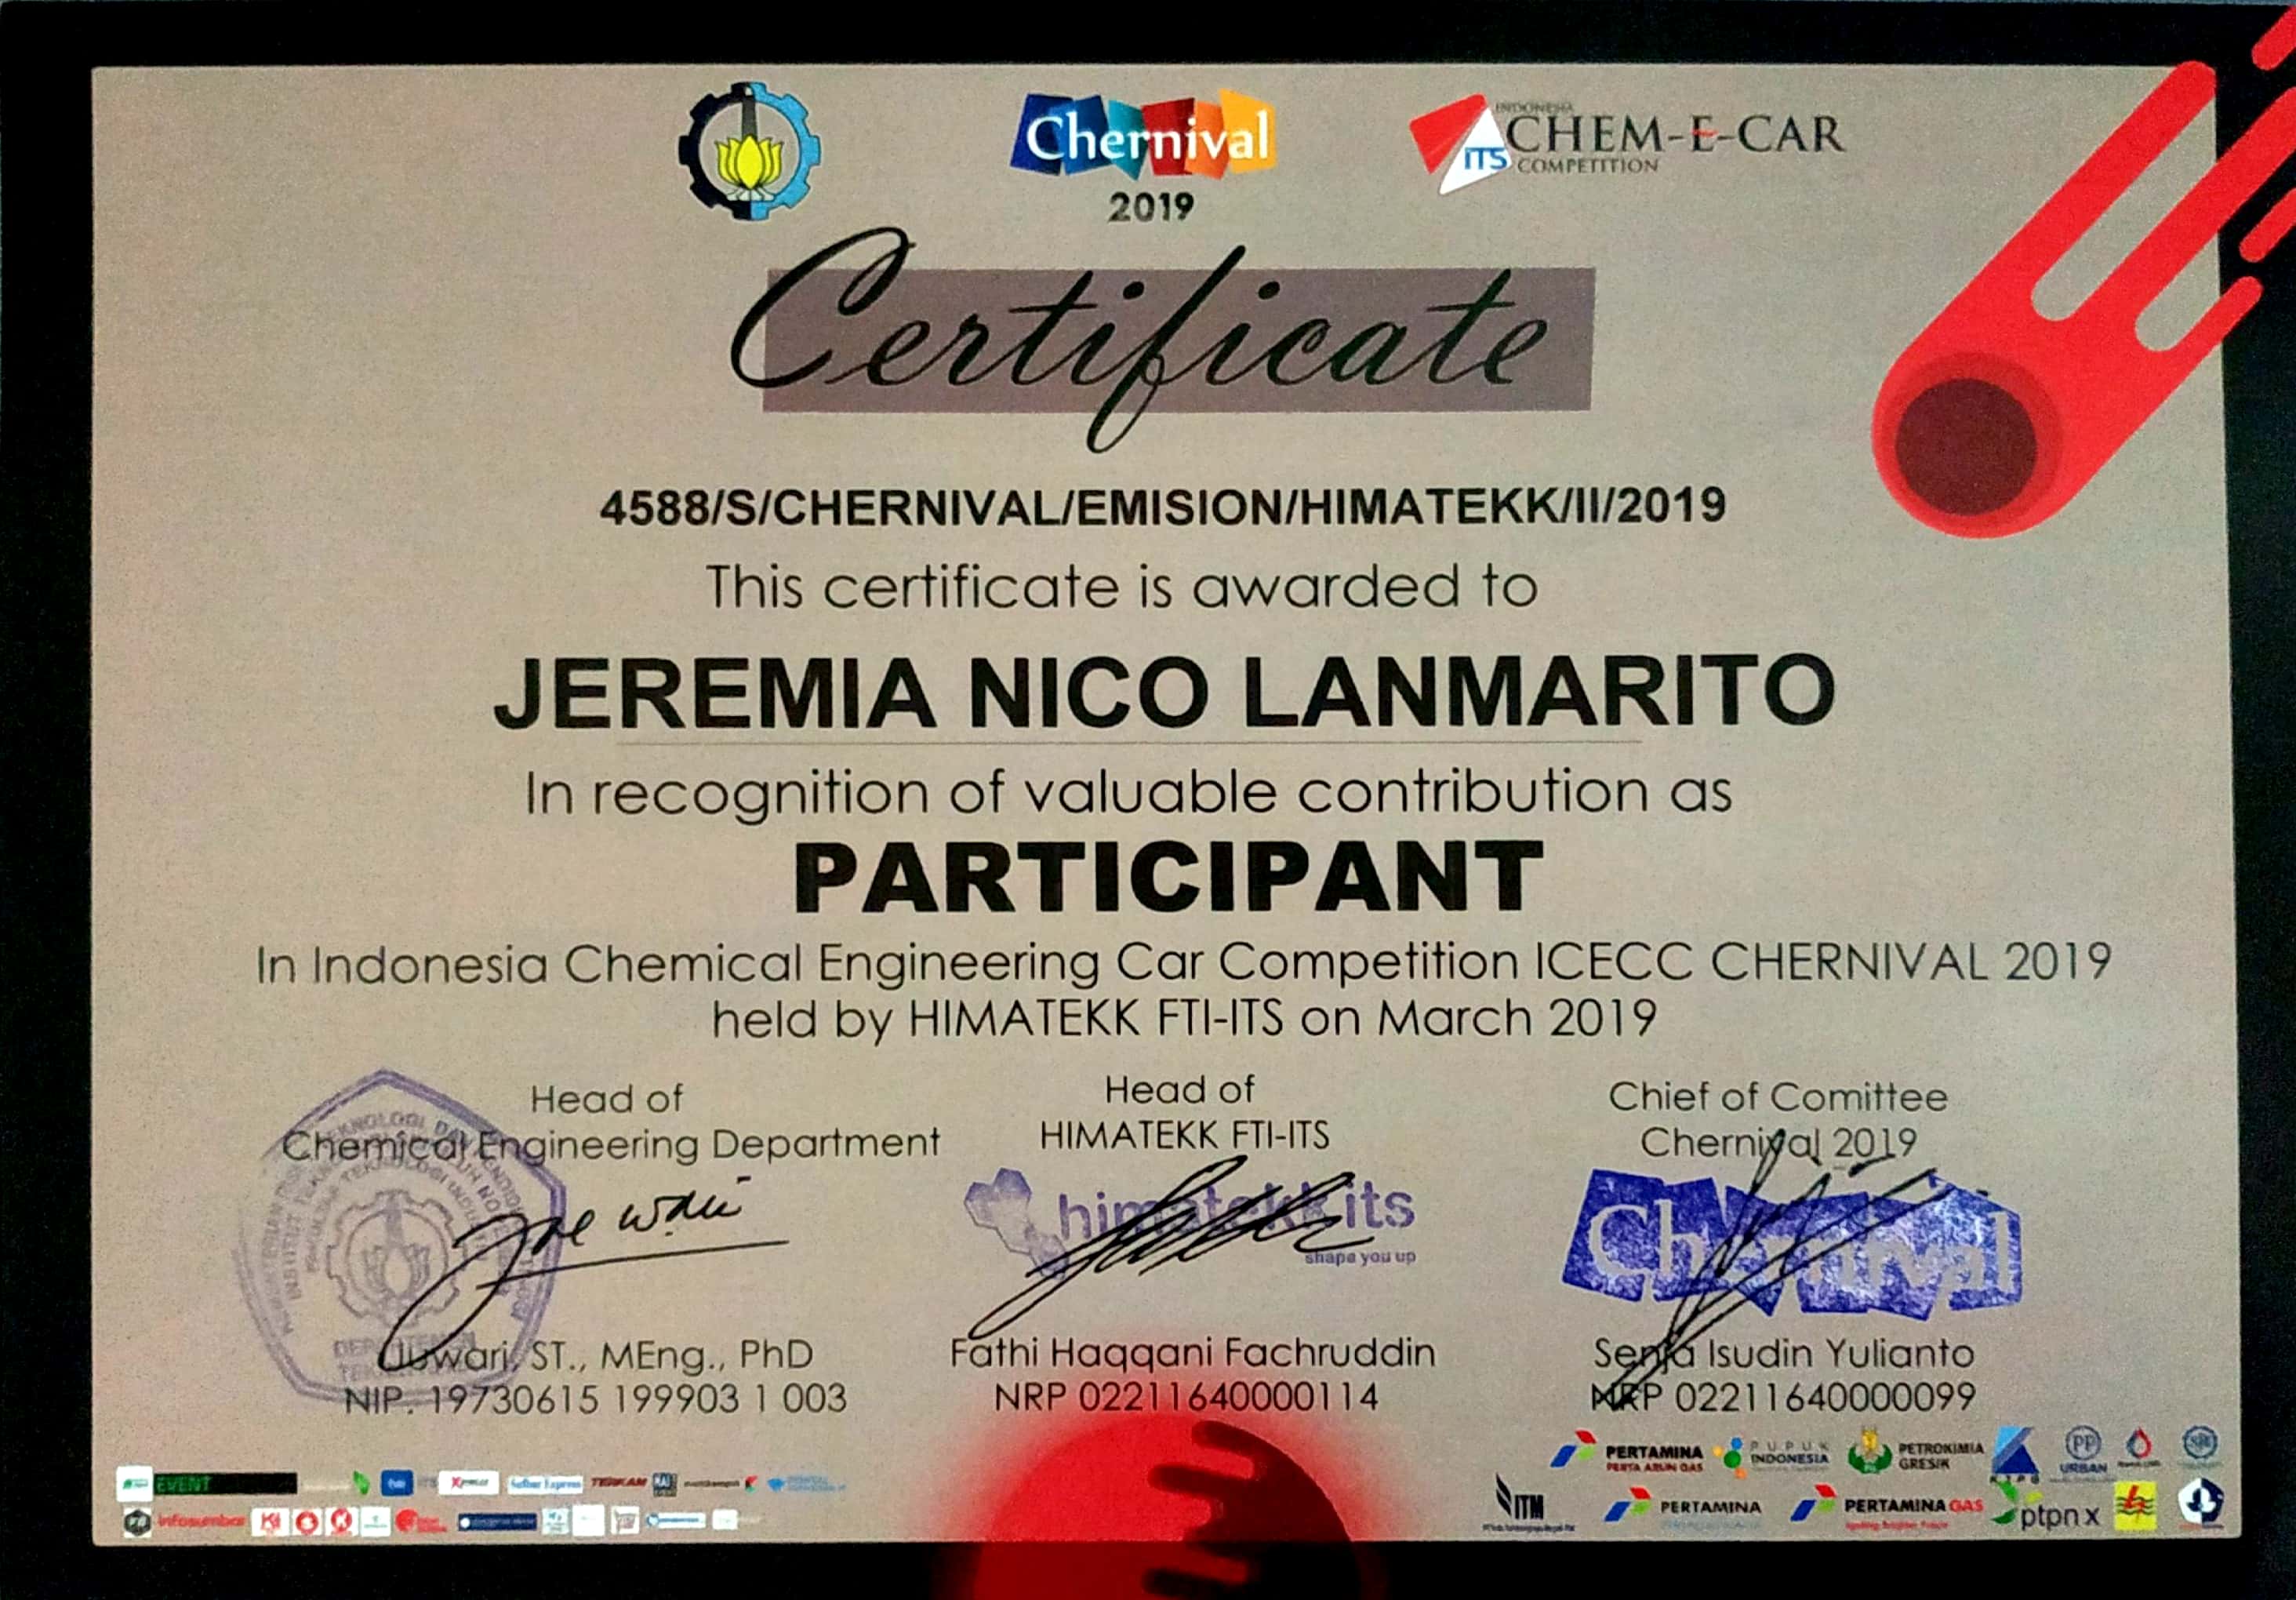 Chernival
2019
INDONESIA
CHEM-E-CAR
ITS
COMPETITION
Certificate
4588/S/CHERNIVAL/EMISION/HIMATEKK/II/2019
This certificate is awarded to
JEREMIA NICO LANMARITO
In recognition of valuable contribution as
PARTICIPANT
In Indonesia Chemical Engineering Car Competition ICECC CHERNIVAL 2019
held by HIMATEKK FTI-ITS on March 2019
Head of
Chemical Engineering Department
Juwari, ST., MEng., PhD
NIP. 19730615 199903 1 003
Head of
HIMATEKK FTI-ITS
himatekk its
shape you up
Fathi Haqqani Fachruddin
NRP 02211640000114
Chief of Comittee
Chernival 2019
Chernival
Senja Isudin Yulianto
NRP 02211640000099
EVENT
infosumbar
PERTAMINA
PERTA ARUN GAS
PUPUK
INDONESIA
PETROKIMIA
GRESIK
PP
URBAN
ITM
PERTAMINA
PERTAMINA GAS
ptpn x